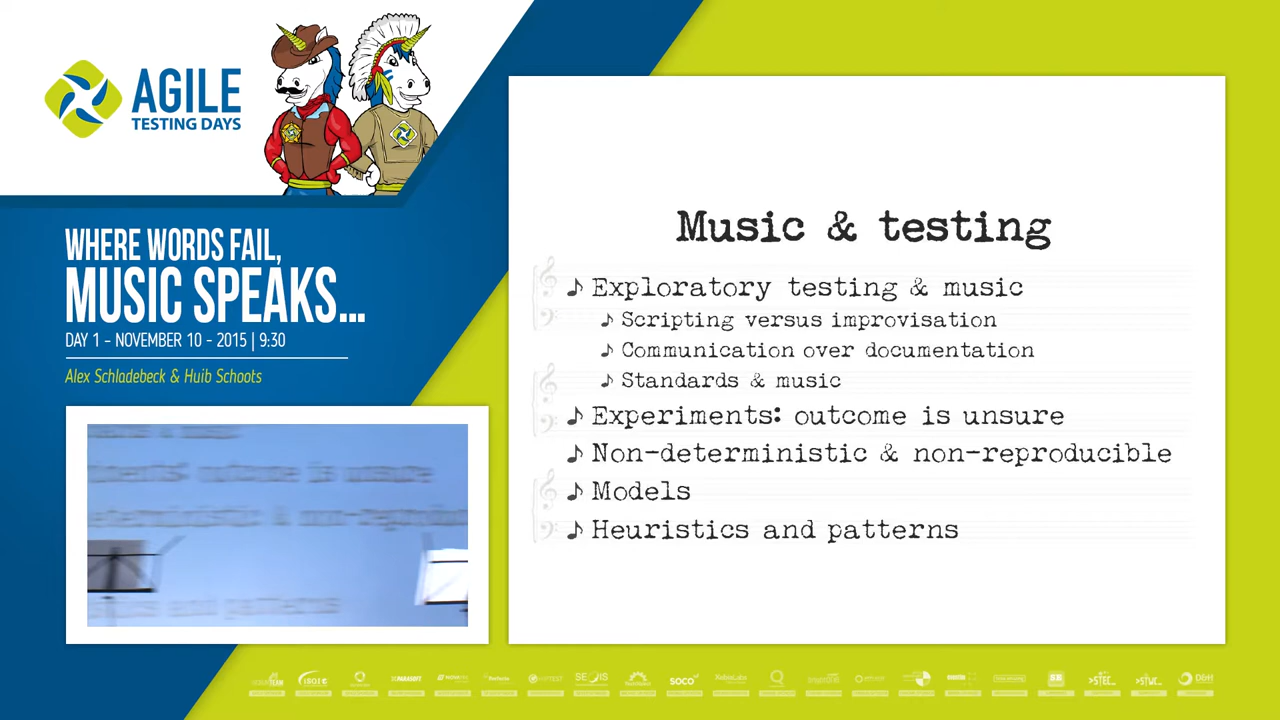 AGILE
TESTING DAYS
WHERE WORDS FAIL,
MUSIC SPEAKS...
DAY 1 - NOVEMBER 10 - 2015 | 9:30
Alex Schladebeck & Huib Schoots
Music & testing
♪ Exploratory testing & music
♪ Scripting versus improvisation
♪ Communication over documentation
♪ Standards & music
♪ Experiments: outcome is unsure
♪ Non-deterministic & non-reproducible
♪ Models
♪ Heuristics and patterns
SOCO